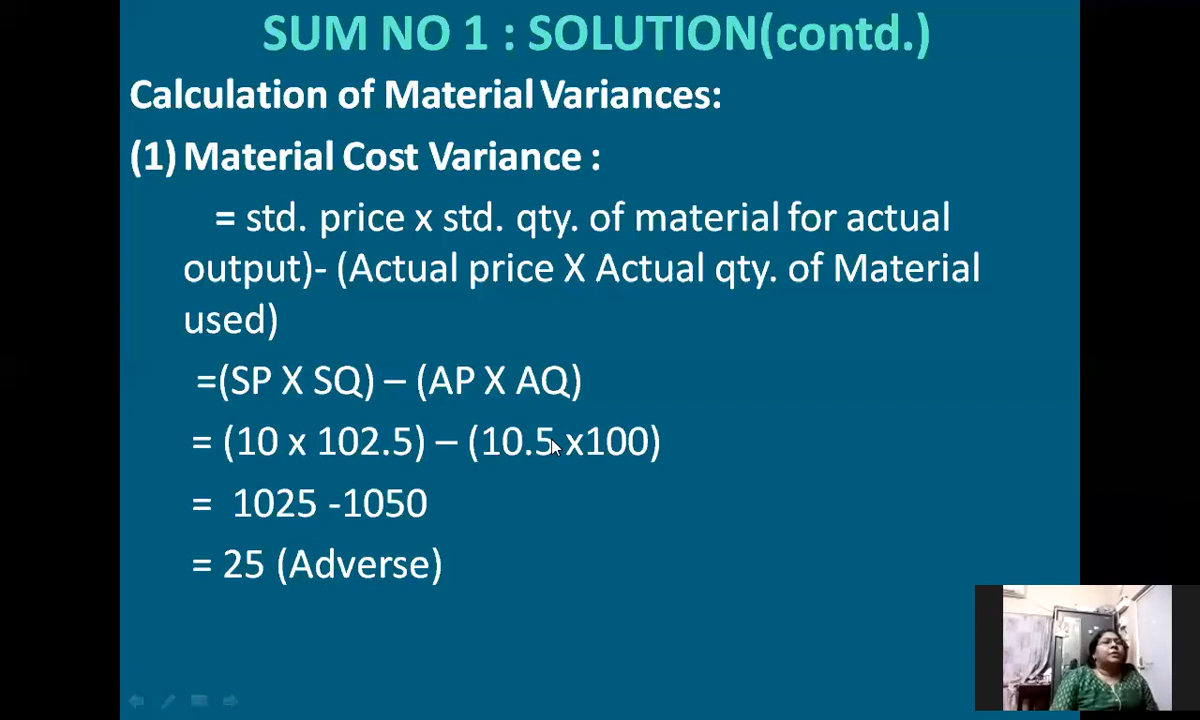 SUM NO 1 : SOLUTION(contd.)
Calculation of Material Variances:
(1) Material Cost Variance :
= std. price x std. qty. of material for actual
output)- (Actual price X Actual qty. of Material
used)
=(SP X SQ) – (AP X AQ)
= (10 x 102.5) – (10.5 x100)
= 1025 -1050
= 25 (Adverse)